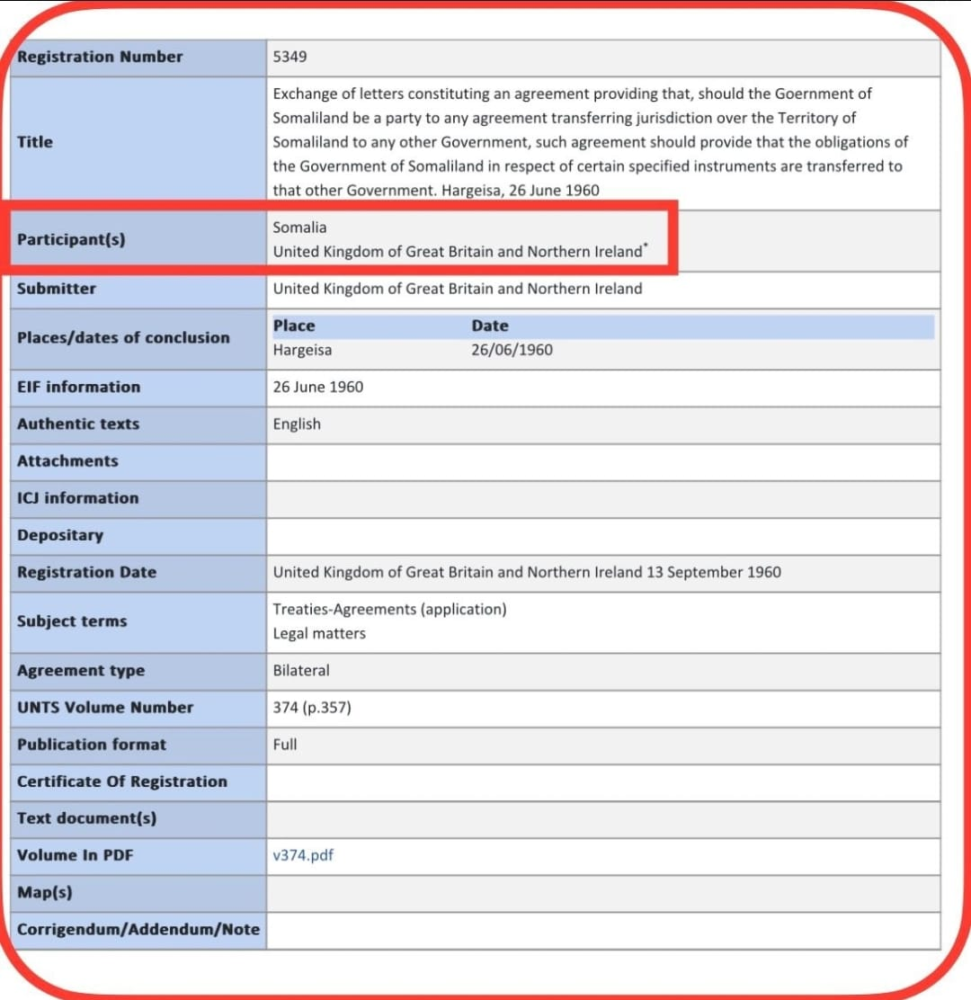 Registration Number 5349
Title
Exchange of letters constituting an agreement providing that, should the Goernment of
Somaliland be a party to any agreement transferring jurisdiction over the Territory of
Somaliland to any other Government, such agreement should provide that the obligations of
the Government of Somaliland in respect of certain specified instruments are transferred to
that other Government. Hargeisa, 26 June 1960
Participant(s)
Somalia
United Kingdom of Great Britain and Northern Ireland*
Submitter United Kingdom of Great Britain and Northern Ireland
Places/dates of conclusion
Place Date
Hargeisa 26/06/1960
EIF information 26 June 1960
Authentic texts English
Attachments
ICJ information
Depositary
Registration Date United Kingdom of Great Britain and Northern Ireland 13 September 1960
Subject terms
Treaties-Agreements (application)
Legal matters
Agreement type Bilateral
UNTS Volume Number 374 (p.357)
Publication format Full
Certificate Of Registration
Text document(s)
Volume In PDF v374.pdf
Map(s)
Corrigendum/Addendum/Note